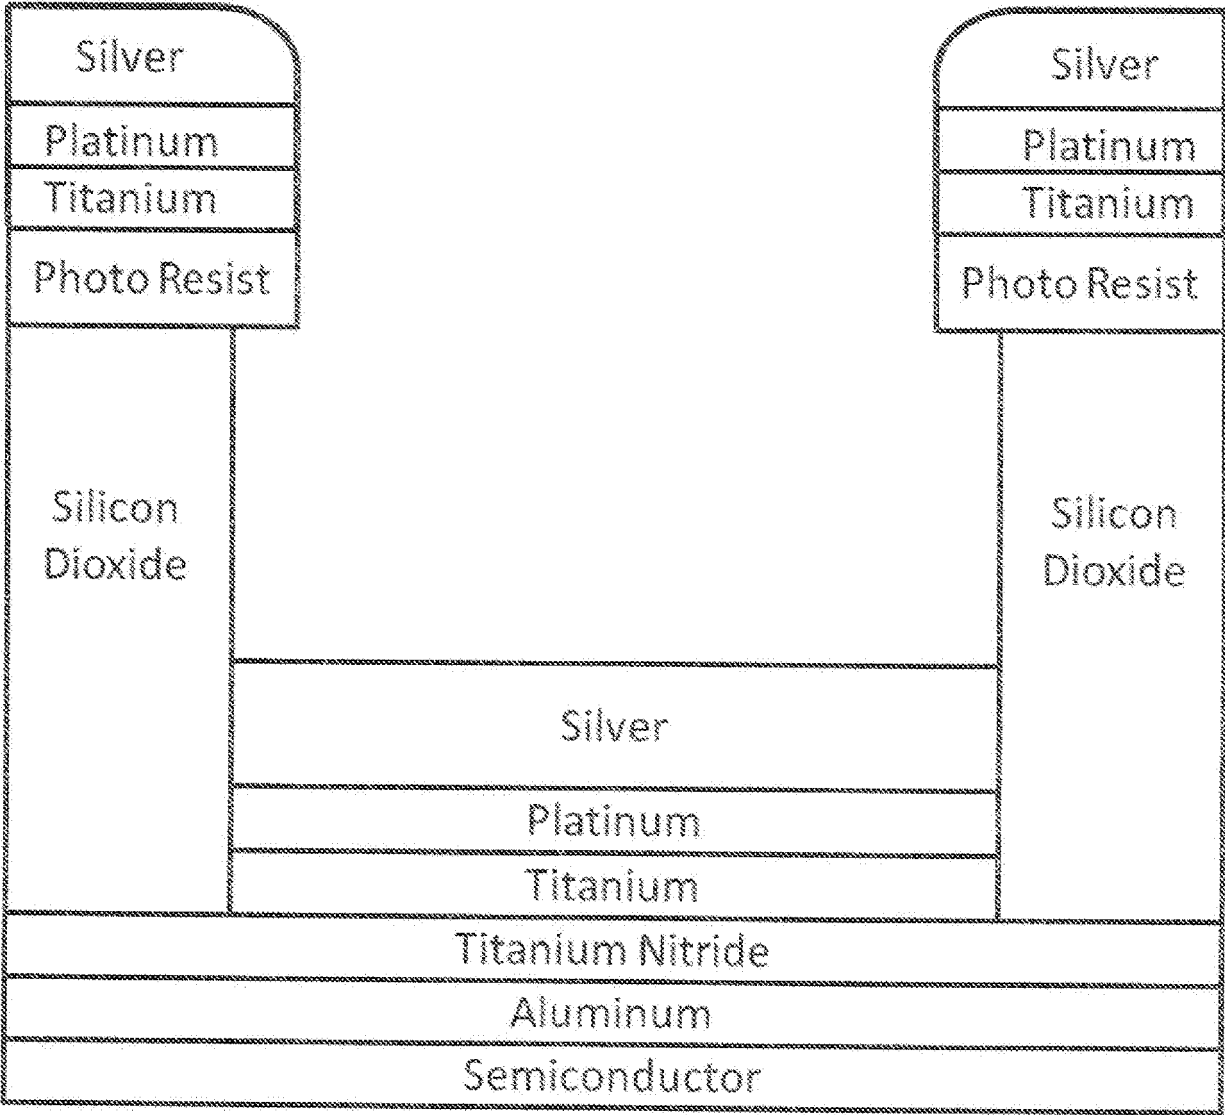 Silver
Silver
Platinum
Platinum
Titanium
Titanium
Photo Resist
Photo Resist
Silicon
Dioxide
Silicon
Dioxide
Silver
Platinum
Titanium
Titanium Nitride
Aluminum
Semiconductor